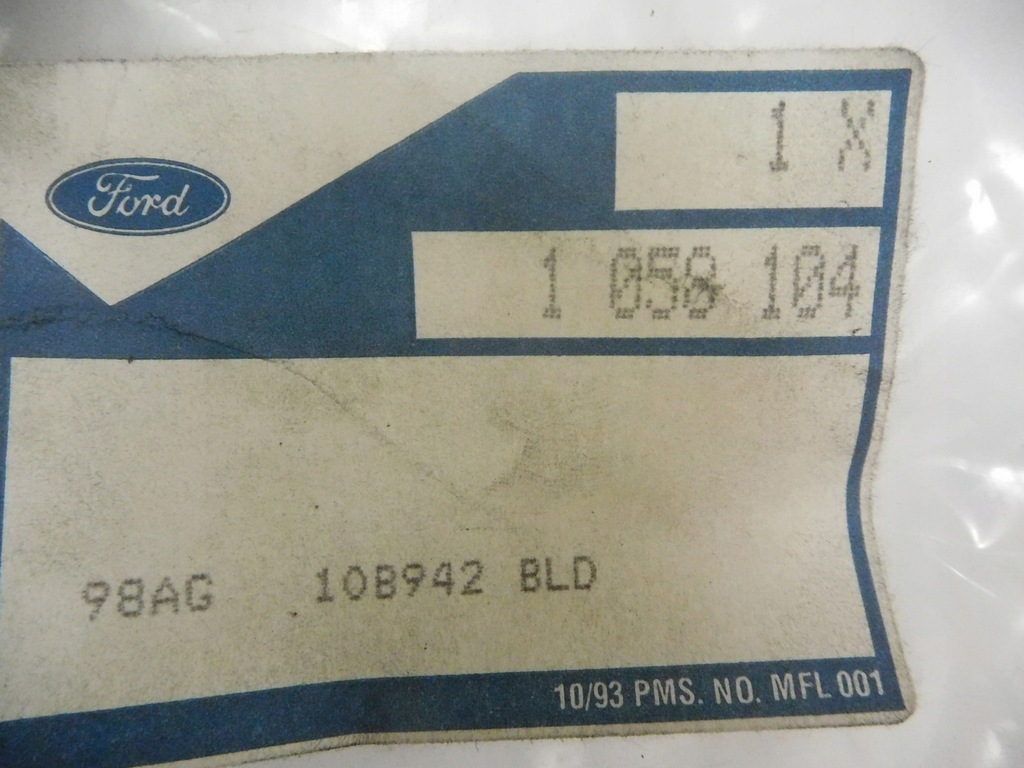 Ford
1 X
1 058 104
98AG 10B942 BLD
10/93 PMS. NO. MFL 001